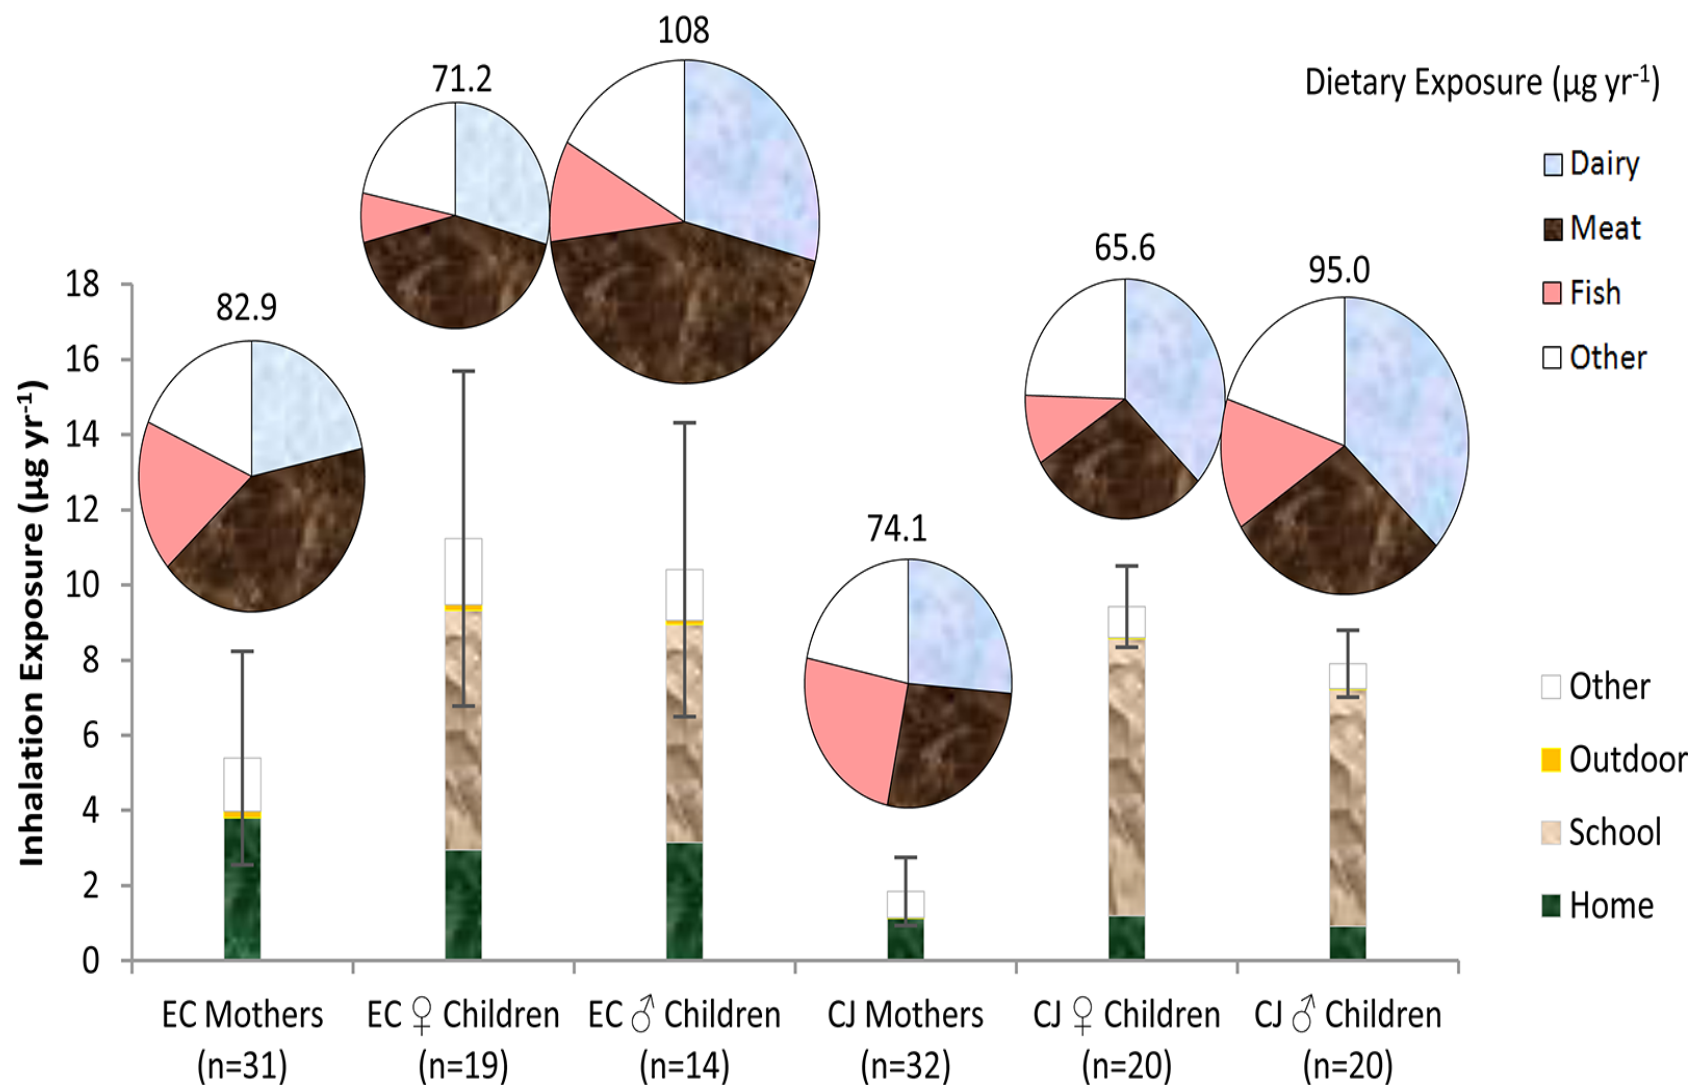 108
71.2
Dietary Exposure (µg yr-1)
Dairy
Meat
Fish
Other
65.6
95.0
82.9
74.1
18
16
14
12
10
8
6
4
2
0
Inhalation Exposure (µg yr-1)
Other
Outdoor
School
Home
EC Mothers
(n=31)
EC ♀ Children
(n=19)
EC ♂ Children
(n=14)
CJ Mothers
(n=32)
CJ ♀ Children
(n=20)
CJ ♂ Children
(n=20)